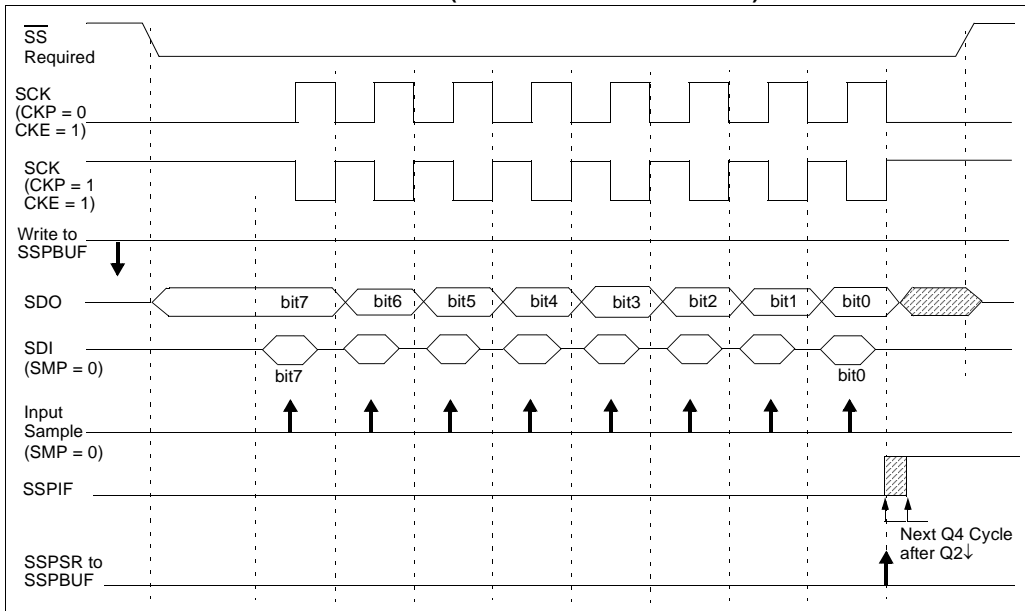 SS
Required
SCK
(CKP = 0
CKE = 1)
SCK
(CKP = 1
CKE = 1)
Write to
SSPBUF
SDO
bit7 bit6 bit5 bit4 bit3 bit2 bit1 bit0
SDI
(SMP = 0)
bit7 bit0
Input
Sample
(SMP = 0)
SSPIF
Next Q4 Cycle
after Q2↓
SSPSR to
SSPBUF